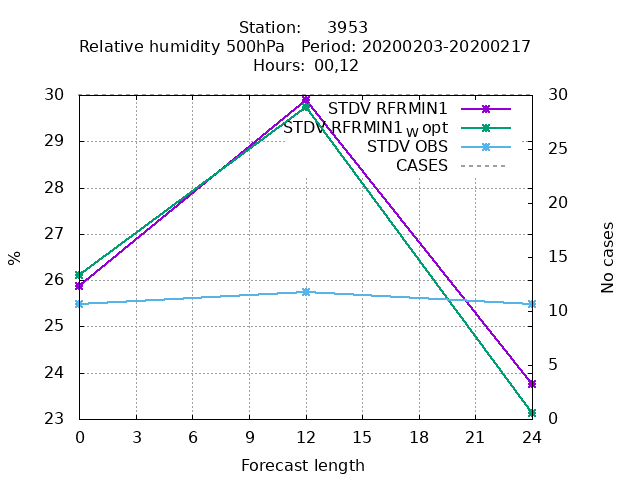 Station: 3953
Relative humidity 500hPa Period: 20200203-20200217
Hours: 00,12
STDV RFRMIN1
STDV RFRMIN1 w opt
STDV OBS
CASES
30
29
28
27
26
25
24
23
%
30
25
20
15
10
5
0
No cases
0 3 6 9 12 15 18 21 24
Forecast length